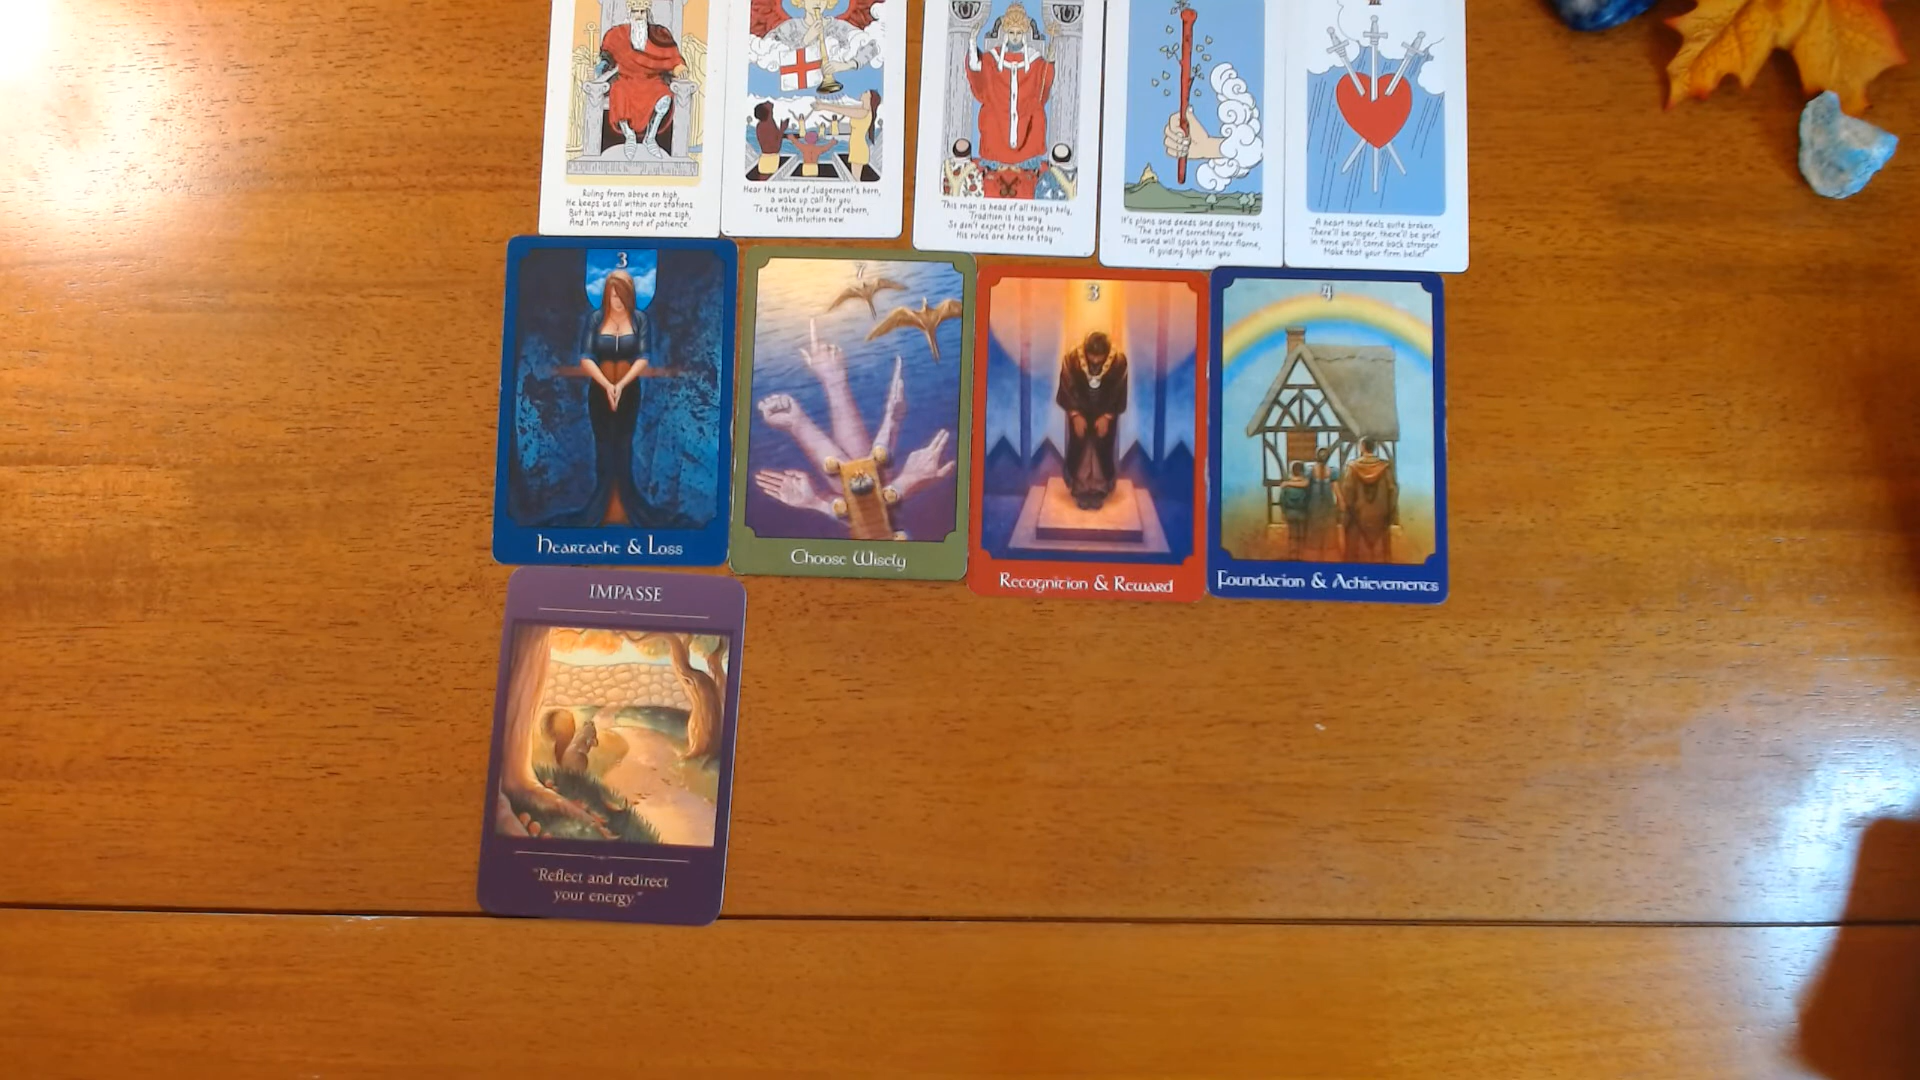 Ruling from above on high,
He keeps us all within our stations
But his ways just make me sigh,
And I'm running out of patience
Hear the sound of Judgement's horn,
a wake up call for you
To see things now as if reborn,
With intuition new
This man is head of all things holy,
Tradition is his way
So don't expect to change him,
His rules are here to stay
It's plans and deeds and doing things,
The start of something new
This wand will spark an inner flame,
A guiding light for you
A heart that feels quite broken,
There'll be anger, there'll be grief
In time you'll come back stronger
Make that your firm belief
3
Heartache & Loss
Choose Wisely
3
Recognition & Reward
4
Foundation & Achievements
IMPASSE
"Reflect and redirect
your energy."